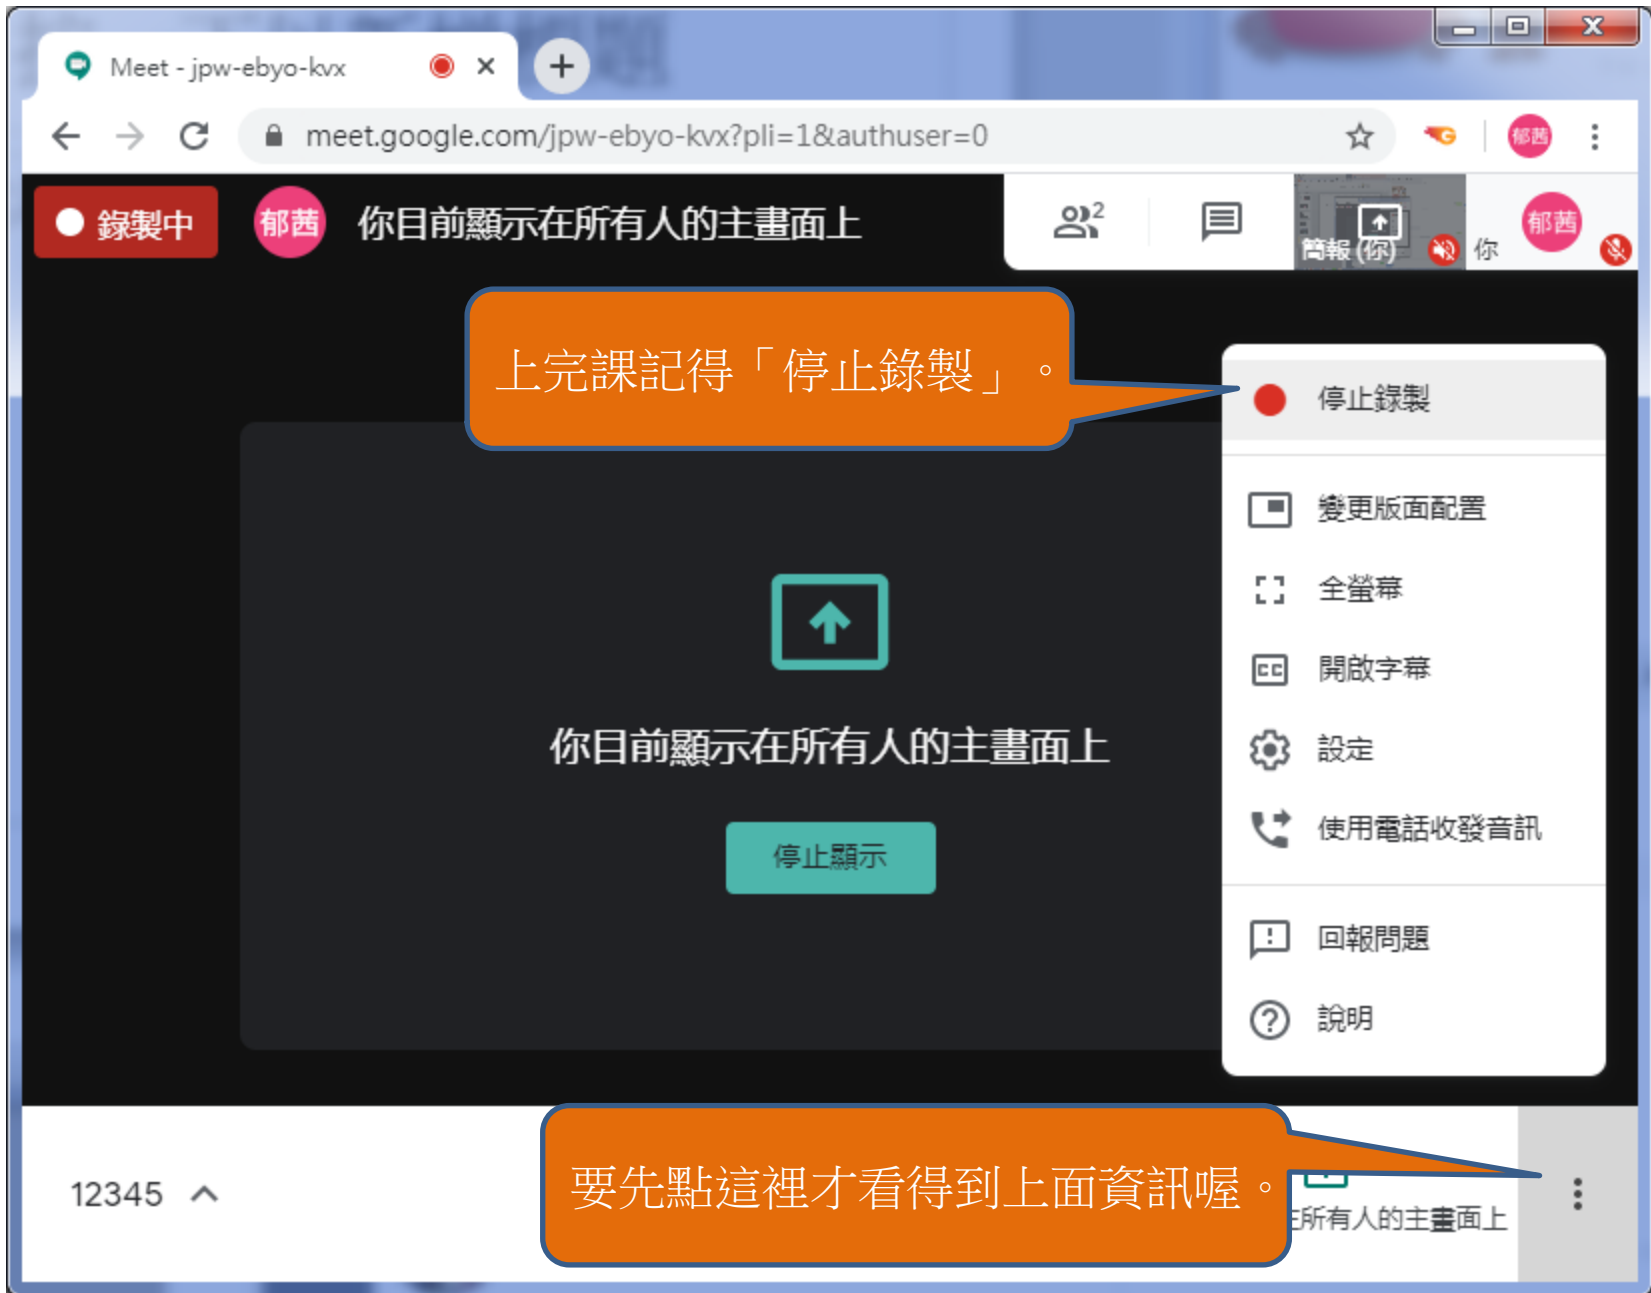 Meet - jpw-ebyo-kvx
meet.google.com/jpw-ebyo-kvx?pli=1&authuser=0
郁茜
錄製中
郁茜
你目前顯示在所有人的主畫面上
2
簡報 (你)
你
郁茜
上完課記得「停止錄製」。
停止錄製
變更版面配置
全螢幕
CC
開啟字幕
設定
使用電話收發音訊
回報問題
說明
你目前顯示在所有人的主畫面上
停止顯示
要先點這裡才看得到上面資訊喔。
12345
所有人的主畫面上